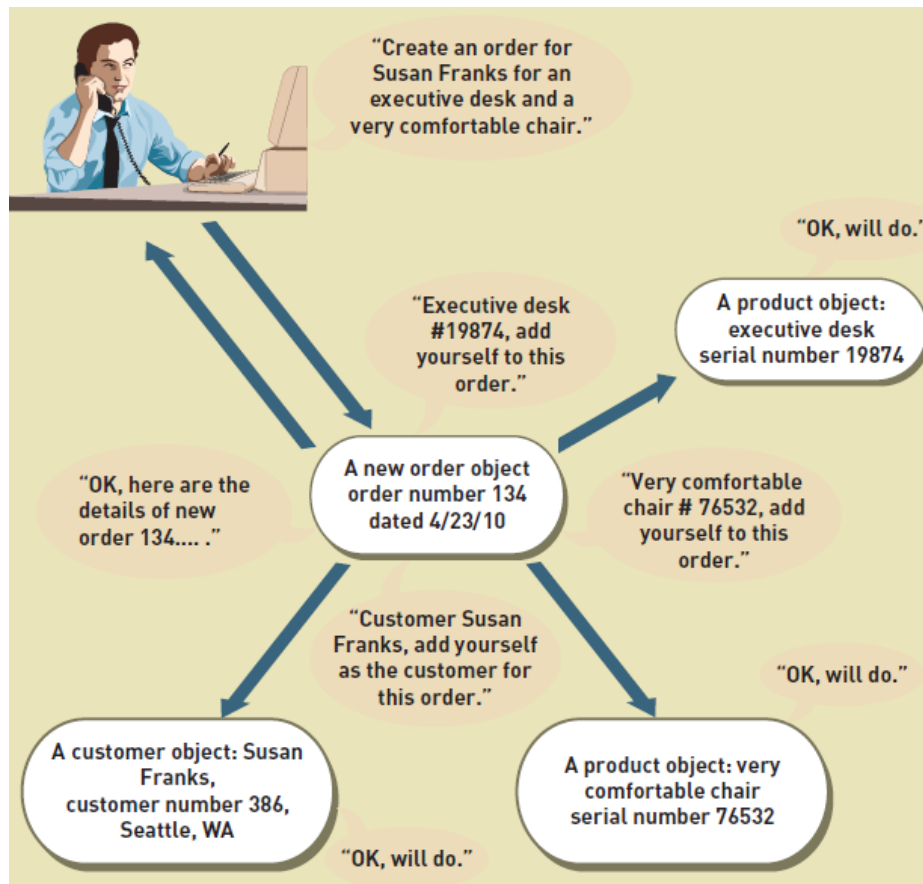 “Create an order for
Susan Franks for an
executive desk and a
very comfortable chair.”
“OK, will do.”
“Executive desk
#19874, add
yourself to this
order.”
A product object:
executive desk
serial number 19874
“OK, here are the
details of new
order 134.... .”
A new order object
order number 134
dated 4/23/10
“Very comfortable
chair # 76532, add
yourself to this
order.”
“Customer Susan
Franks, add yourself
as the customer for
this order.”
“OK, will do.”
A customer object: Susan
Franks,
customer number 386,
Seattle, WA
A product object: very
comfortable chair
serial number 76532
“OK, will do.”